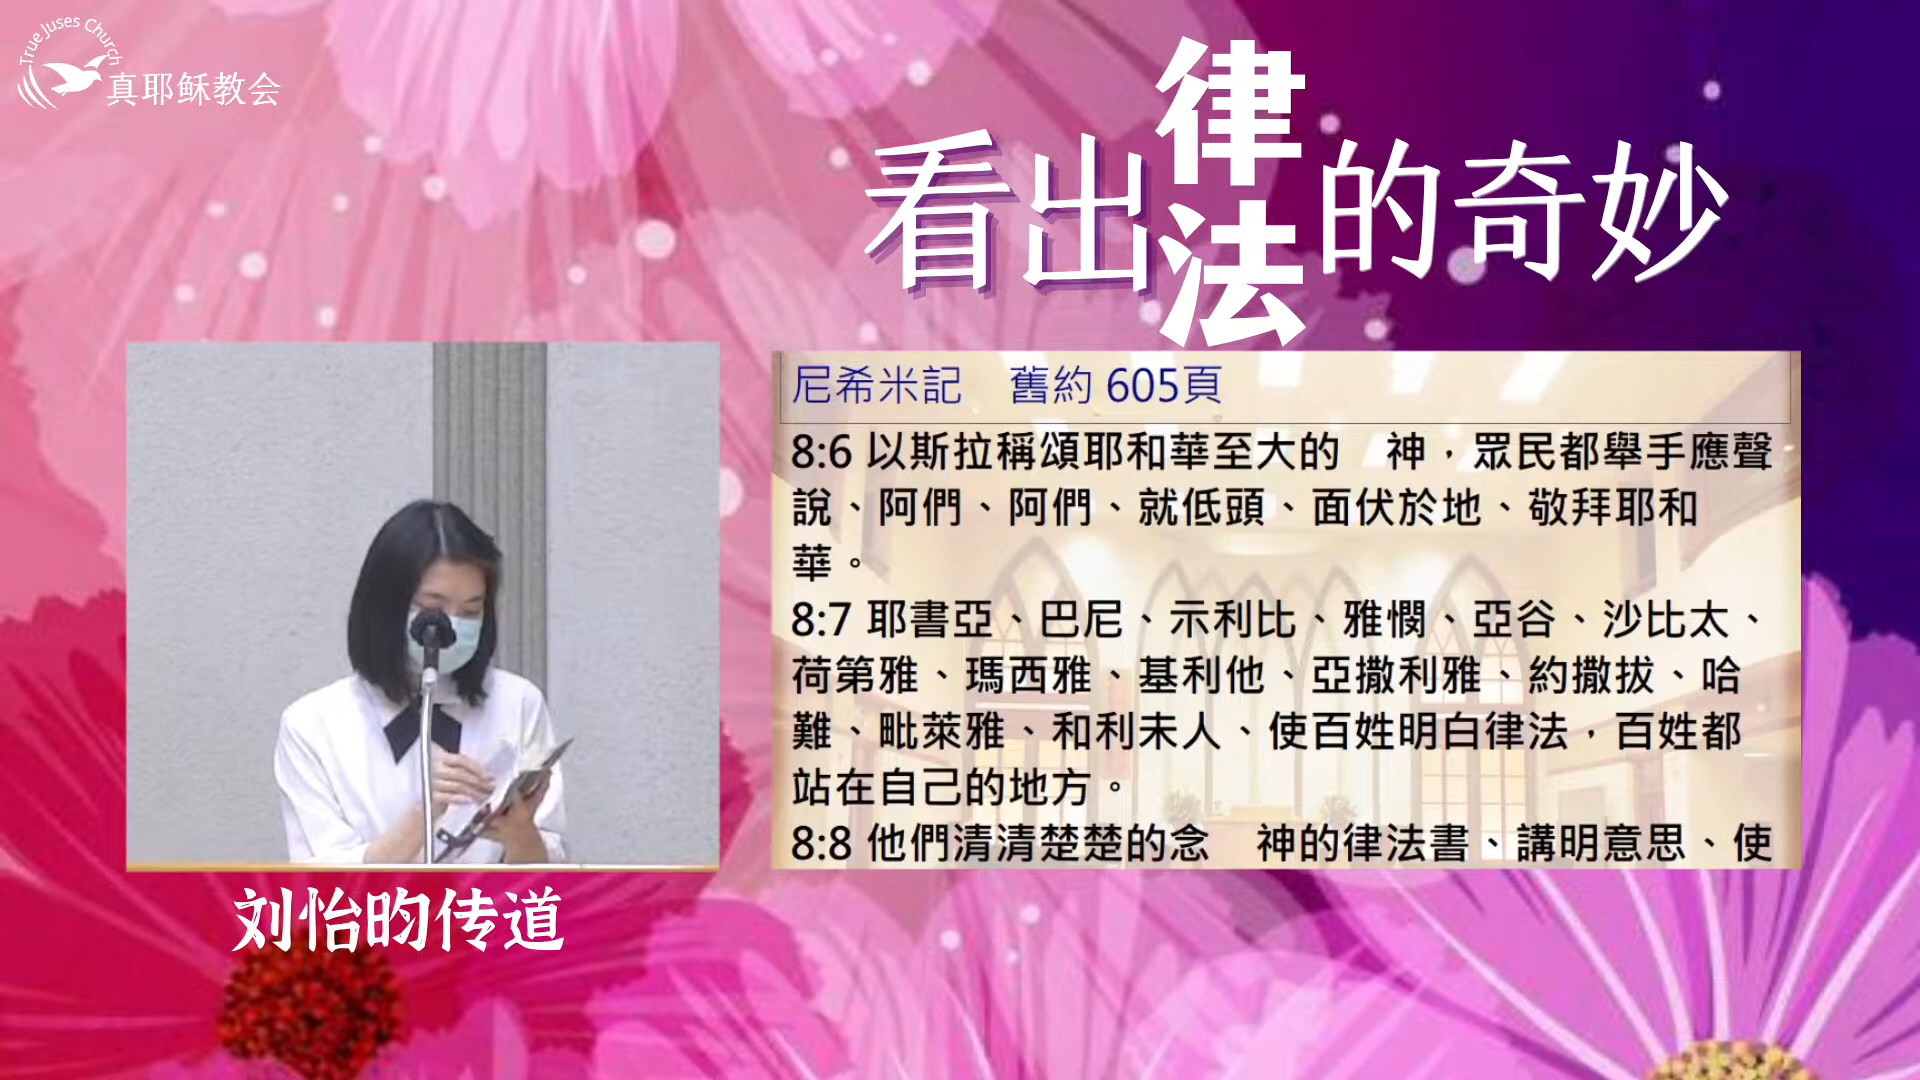 True Juses Church
真耶稣教会
看出律法的奇妙
尼希米記　舊約 605頁
8:6 以斯拉稱頌耶和華至大的　神，眾民都舉手應聲
說、阿們、阿們、就低頭、面伏於地、敬拜耶和
華。
8:7 耶書亞、巴尼、示利比、雅憫、亞谷、沙比太、
荷第雅、瑪西雅、基利他、亞撒利雅、約撒拔、哈
難、毗萊雅、和利未人、使百姓明白律法，百姓都
站在自己的地方。
8:8 他們清清楚楚的念　神的律法書、講明意思、使
刘怡昀传道